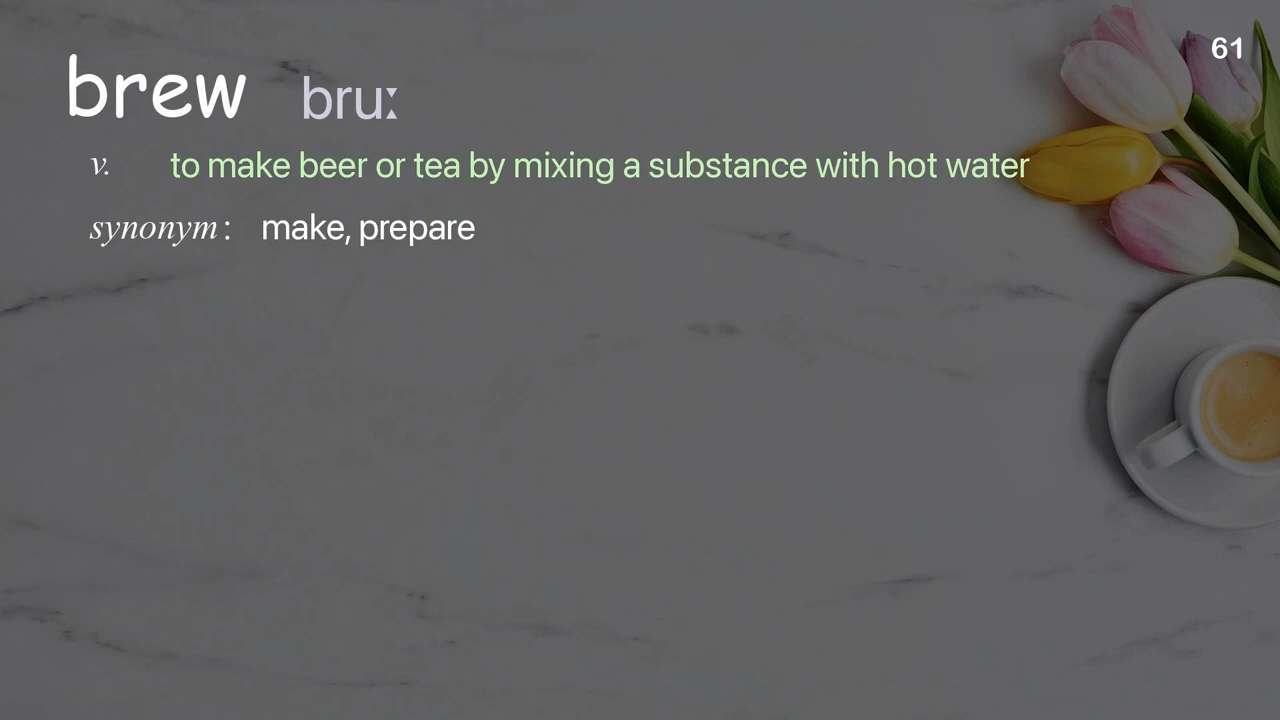 61
brew bruː
v. to make beer or tea by mixing a substance with hot water
synonym: make, prepare